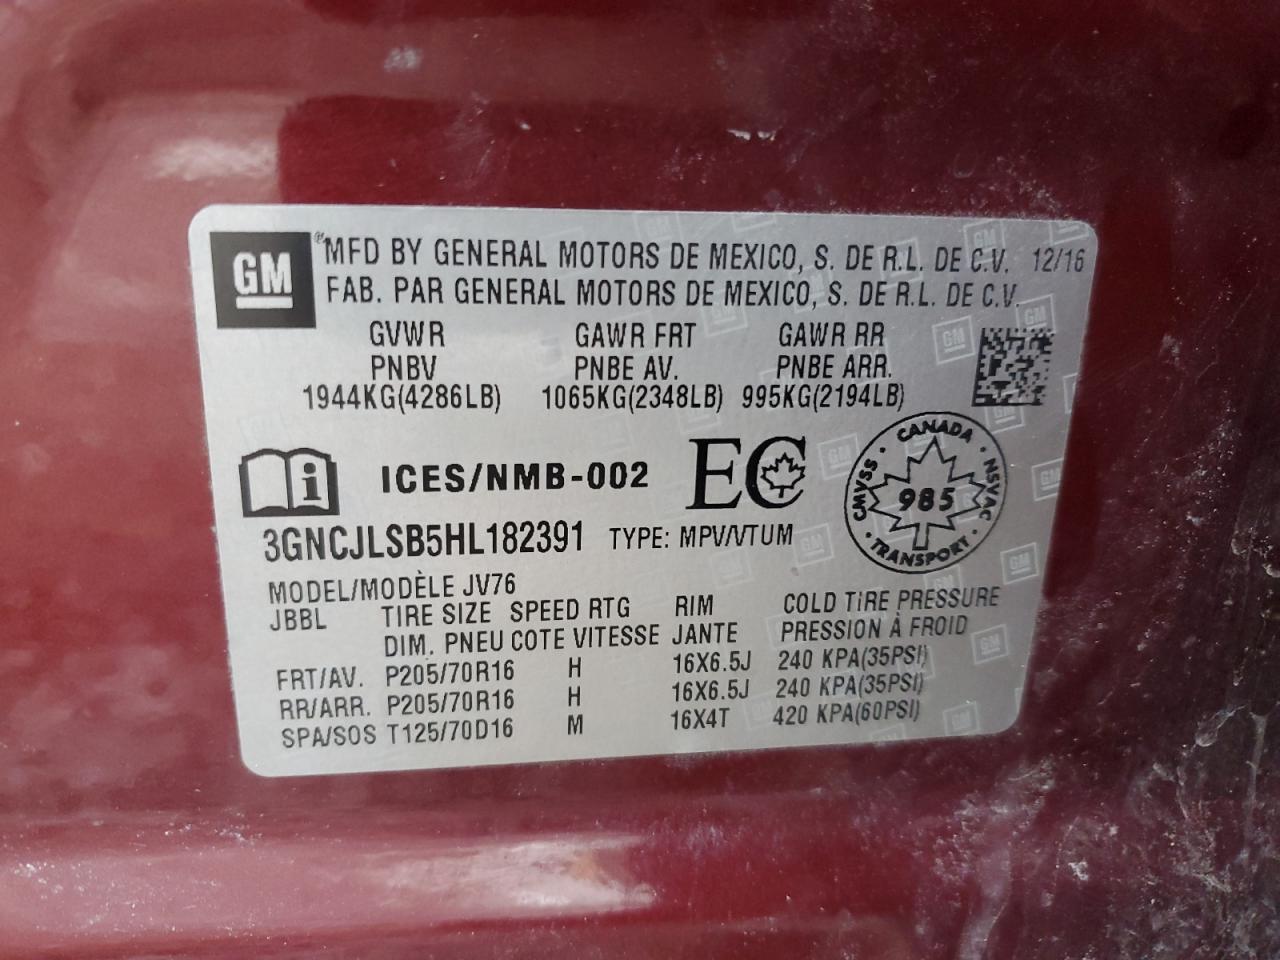 GM
® MFD BY GENERAL MOTORS DE MEXICO, S. DE R.L. DE C.V. 12/16
FAB. PAR GENERAL MOTORS DE MEXICO, S. DE R.L. DE C.V.
GVWR GAWR FRT GAWR RR
PNBV PNBE AV. PNBE ARR.
1944KG(4286LB) 1065KG(2348LB) 995KG(2194LB)
i ICES/NMB-002 EC
CANADA CMVSS 985 NSVAC TRANSPORT
3GNCJLSB5HL182391 TYPE: MPV/VTUM
MODEL/MODÈLE JV76
JBBL TIRE SIZE SPEED RTG RIM COLD TIRE PRESSURE
DIM. PNEU COTE VITESSE JANTE PRESSION À FROID
FRT/AV. P205/70R16 H 16X6.5J 240 KPA(35PSI)
RR/ARR. P205/70R16 H 16X6.5J 240 KPA(35PSI)
SPA/SOS T125/70D16 M 16X4T 420 KPA(60PSI)